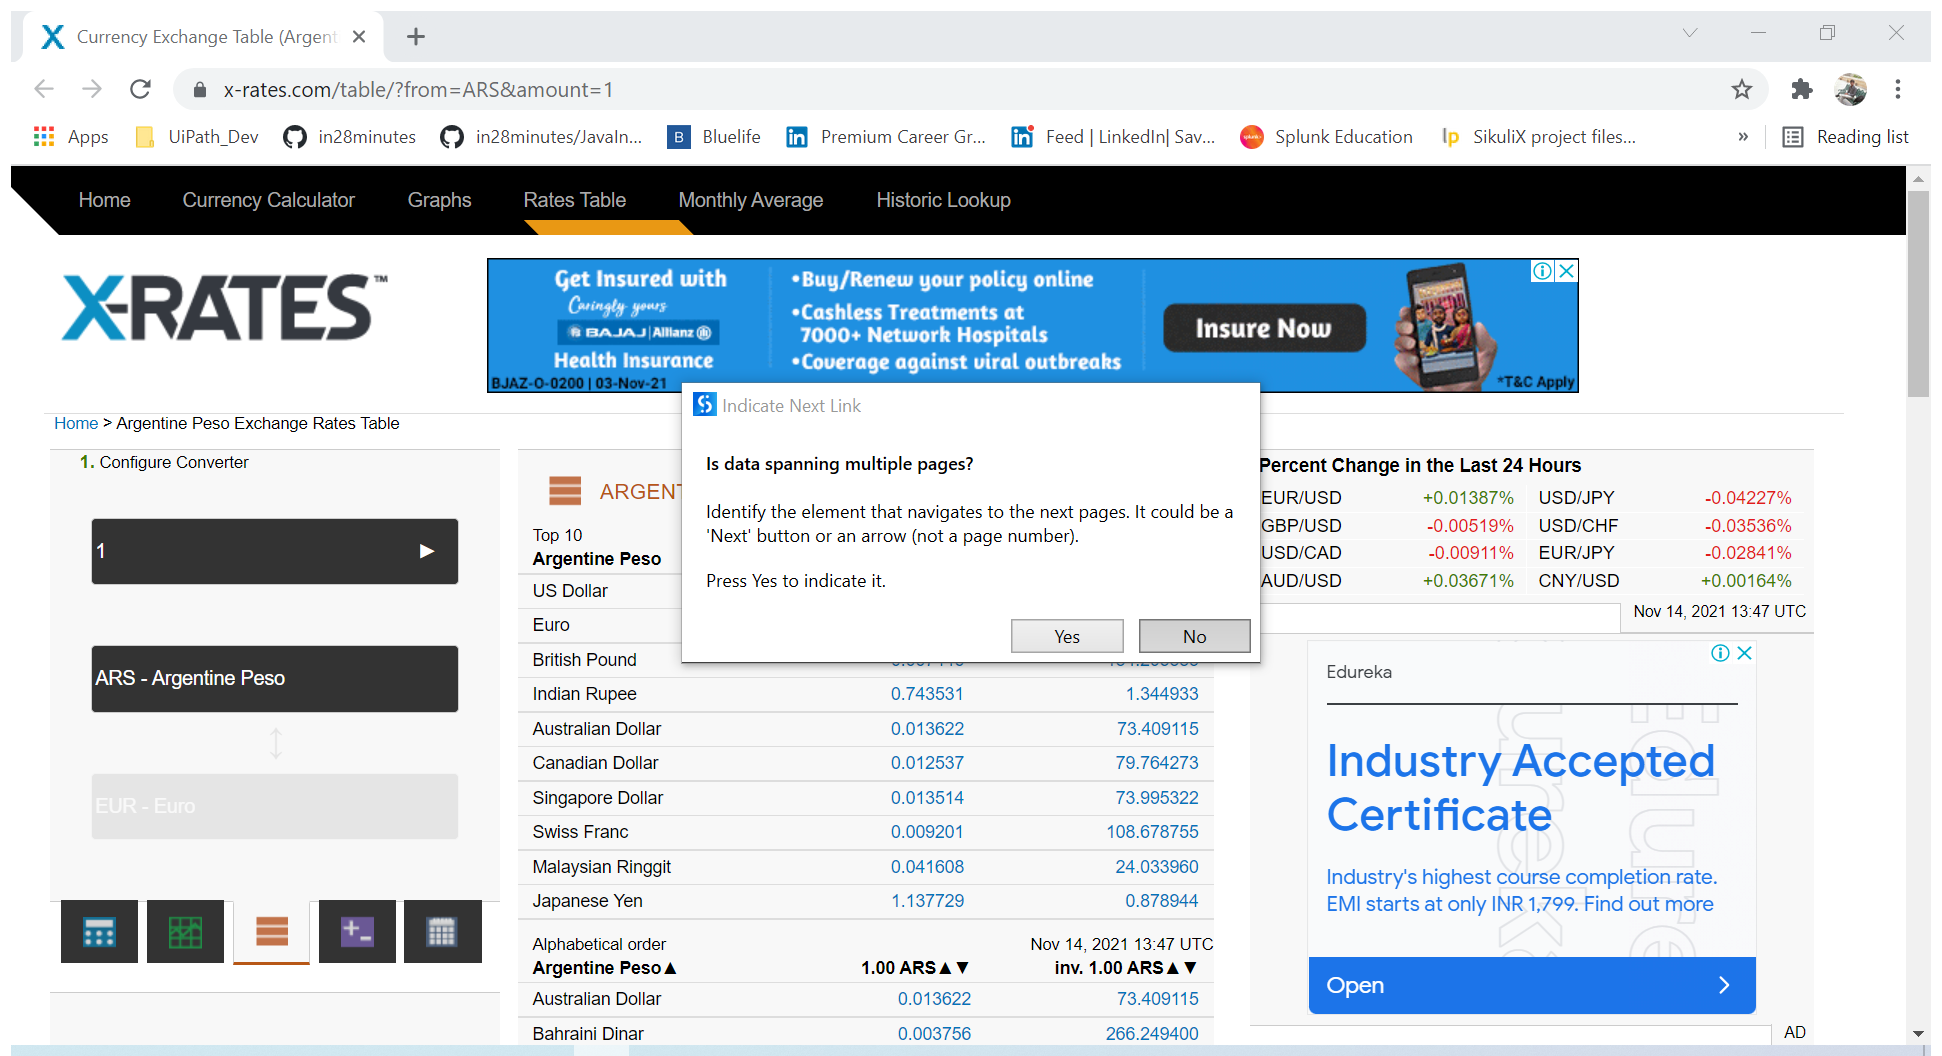 Currency Exchange Table (Argent
x-rates.com/table/?from=ARS&amount=1
Apps UiPath_Dev in28minutes in28minutes/JavaIn... B Bluelife in Premium Career Gr... in Feed | LinkedIn| Sav... Splunk Education lp SikuliX project files... » Reading list
Home Currency Calculator Graphs Rates Table Monthly Average Historic Lookup
X-RATES™
Get Insured with
Caringly yours
BAJAJ | Allianz
Health Insurance
BJAZ-O-0200 | 03-Nov-21
•Buy/Renew your policy online
•Cashless Treatments at
7000+ Network Hospitals
•Coverage against viral outbreaks
Insure Now
*T&C Apply
Home > Argentine Peso Exchange Rates Table
1. Configure Converter
1
ARS - Argentine Peso
EUR - Euro
Indicate Next Link
Is data spanning multiple pages?
Identify the element that navigates to the next pages. It could be a
'Next' button or an arrow (not a page number).
Press Yes to indicate it.
Yes No
ARGENT
Top 10
Argentine Peso
US Dollar
Euro
British Pound
Indian Rupee 0.743531 1.344933
Australian Dollar 0.013622 73.409115
Canadian Dollar 0.012537 79.764273
Singapore Dollar 0.013514 73.995322
Swiss Franc 0.009201 108.678755
Malaysian Ringgit 0.041608 24.033960
Japanese Yen 1.137729 0.878944
Alphabetical order Nov 14, 2021 13:47 UTC
Argentine Peso▲ 1.00 ARS▲▼ inv. 1.00 ARS▲▼
Australian Dollar 0.013622 73.409115
Bahraini Dinar 0.003756 266.249400
Percent Change in the Last 24 Hours
EUR/USD +0.01387% USD/JPY -0.04227%
GBP/USD -0.00519% USD/CHF -0.03536%
USD/CAD -0.00911% EUR/JPY -0.02841%
AUD/USD +0.03671% CNY/USD +0.00164%
Nov 14, 2021 13:47 UTC
Edureka
Industry Accepted
Certificate
Industry's highest course completion rate.
EMI starts at only INR 1,799. Find out more
Open
AD